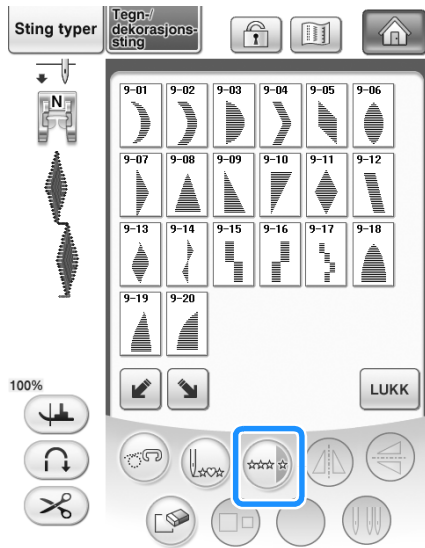 Sting typer
Tegn-/
dekorasjons-
sting
N
9-01 9-02 9-03 9-04 9-05 9-06
9-07 9-08 9-09 9-10 9-11 9-12
9-13 9-14 9-15 9-16 9-17 9-18
9-19 9-20
100%
LUKK